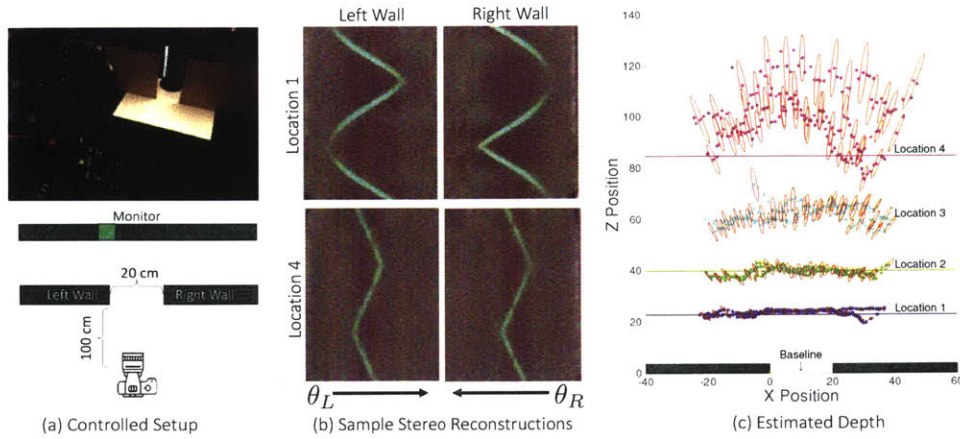 Left Wall
Right Wall
Location 1
Location 4
θL
θR
Monitor
20 cm
Left Wall
Right Wall
100 cm
(a) Controlled Setup
(b) Sample Stereo Reconstructions
140
120
100
80
60
40
20
0
Z Position
Location 4
Location 3
Location 2
Location 1
Baseline
-40
-20
0
20
40
60
X Position
(c) Estimated Depth